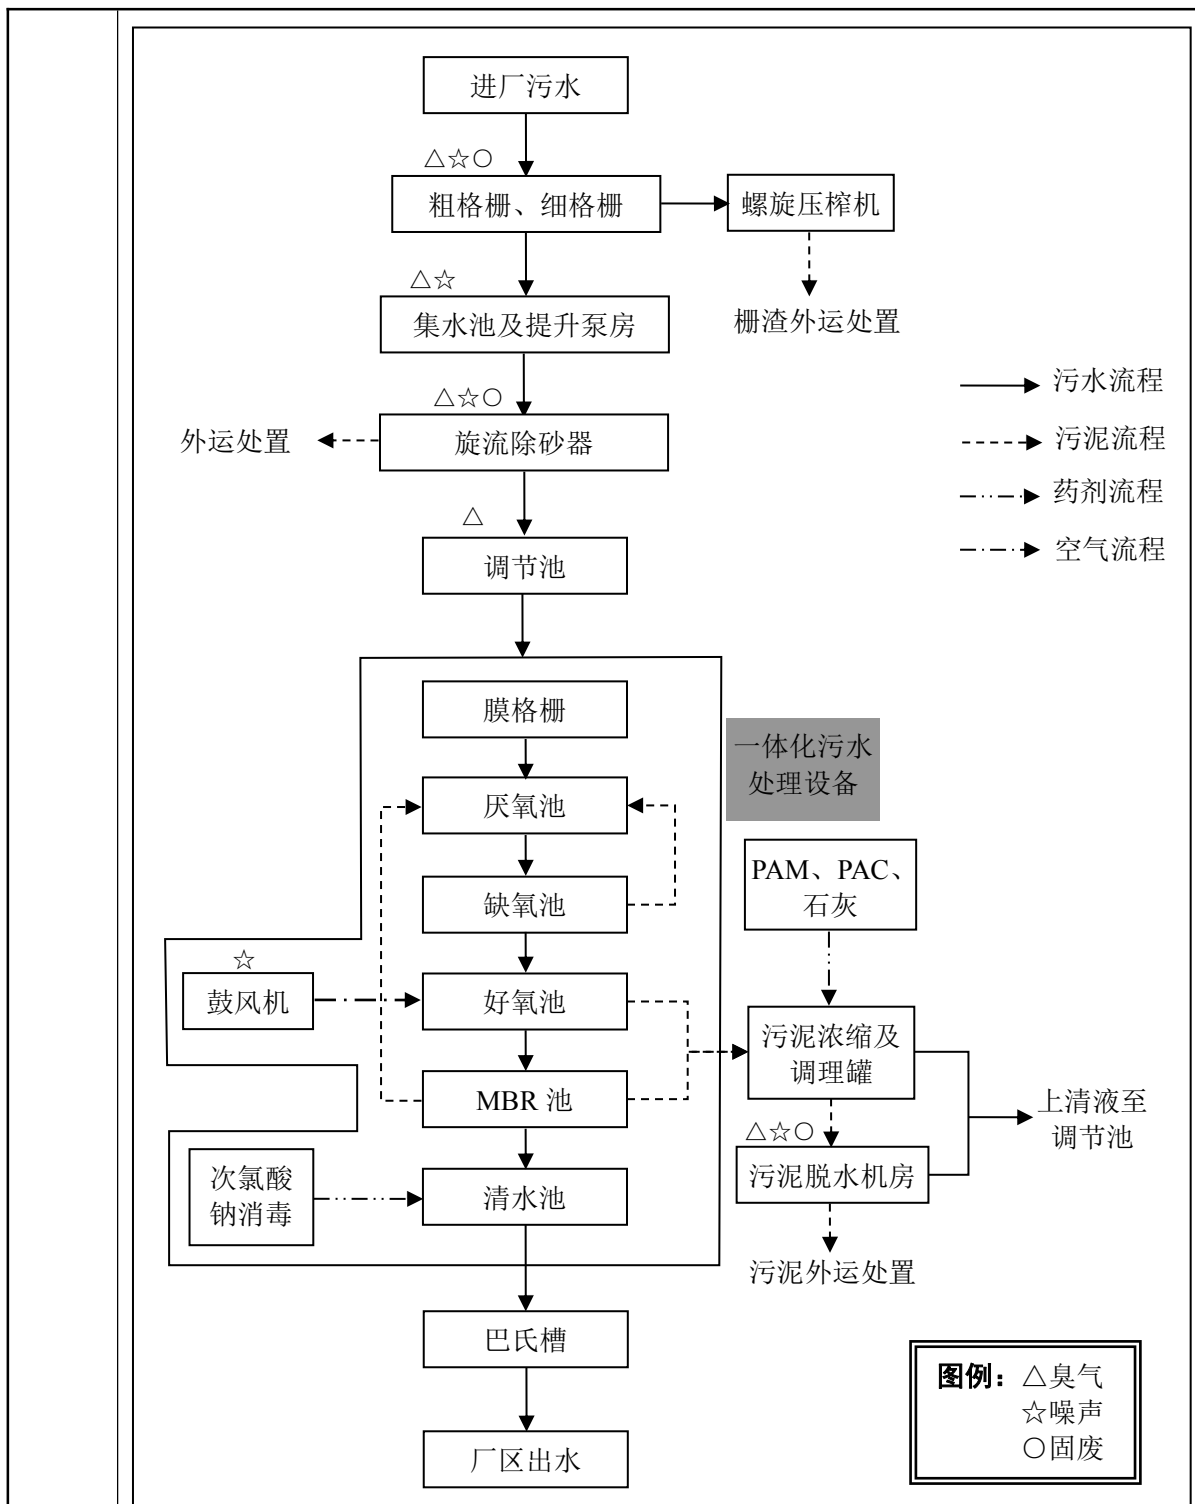 进厂污水
△☆○
粗格栅、细格栅
螺旋压榨机
△☆
集水池及提升泵房
栅渣外运处置
污水流程
△☆○
外运处置
旋流除砂器
污泥流程
药剂流程
△
调节池
空气流程
膜格栅
一体化污水
处理设备
厌氧池
PAM、PAC、
石灰
缺氧池
☆
鼓风机
好氧池
污泥浓缩及
调理罐
MBR 池
上清液至
调节池
△☆○
次氯酸
钠消毒
清水池
污泥脱水机房
污泥外运处置
巴氏槽
图例：△臭气
☆噪声
○固废
厂区出水